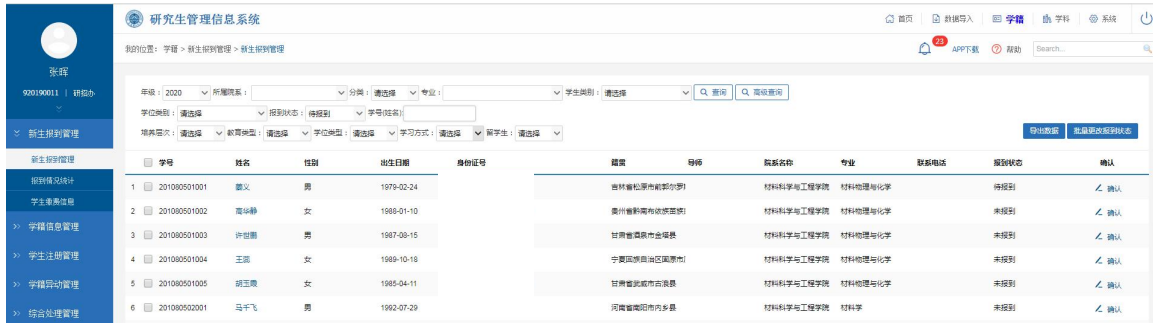 研究生管理信息系统
首页 数据导入 学籍 学科 系统
我的位置： 学籍 > 新生报到管理 > 新生报到管理
23 APP下载 帮助 Search...
张晖
920190011 | 研招办
新生报到管理
新生报到管理
报到情况统计
学生缴费信息
学籍信息管理
学生注册管理
学籍异动管理
综合处理管理
年级： 2020 所属院系： 分类： 请选择 专业： 学生类别： 请选择 查询 高级查询
学位类别： 请选择 报到状态： 待报到 学号(姓名):
培养层次： 请选择 教育类型： 请选择 学位类型： 请选择 学习方式： 请选择 留学生： 请选择
导出数据 批量更改报到状态
学号 姓名 性别 出生日期 身份证号 籍贯 导师 院系名称 专业 联系电话 报到状态 确认
1 201080501001 义 男 1979-02-24 吉林省松原市前郭尔罗 材料科学与工程学院 材料物理与化学 待报到 确认
2 201080501002 高华静 女 1988-01-10 贵州省黔南布依族苗族 材料科学与工程学院 材料物理与化学 未报到 确认
3 201080501003 许世鹏 男 1987-08-15 甘肃省酒泉市金塔县 材料科学与工程学院 材料物理与化学 未报到 确认
4 201080501004 王 女 1989-10-18 宁夏回族自治区固原市 材料科学与工程学院 材料物理与化学 未报到 确认
5 201080501005 胡玉霞 女 1985-04-11 甘肃省武威市古浪县 材料科学与工程学院 材料物理与化学 未报到 确认
6 201080502001 马千飞 男 1992-07-29 河南省南阳市内乡县 材料科学与工程学院 材料学 未报到 确认